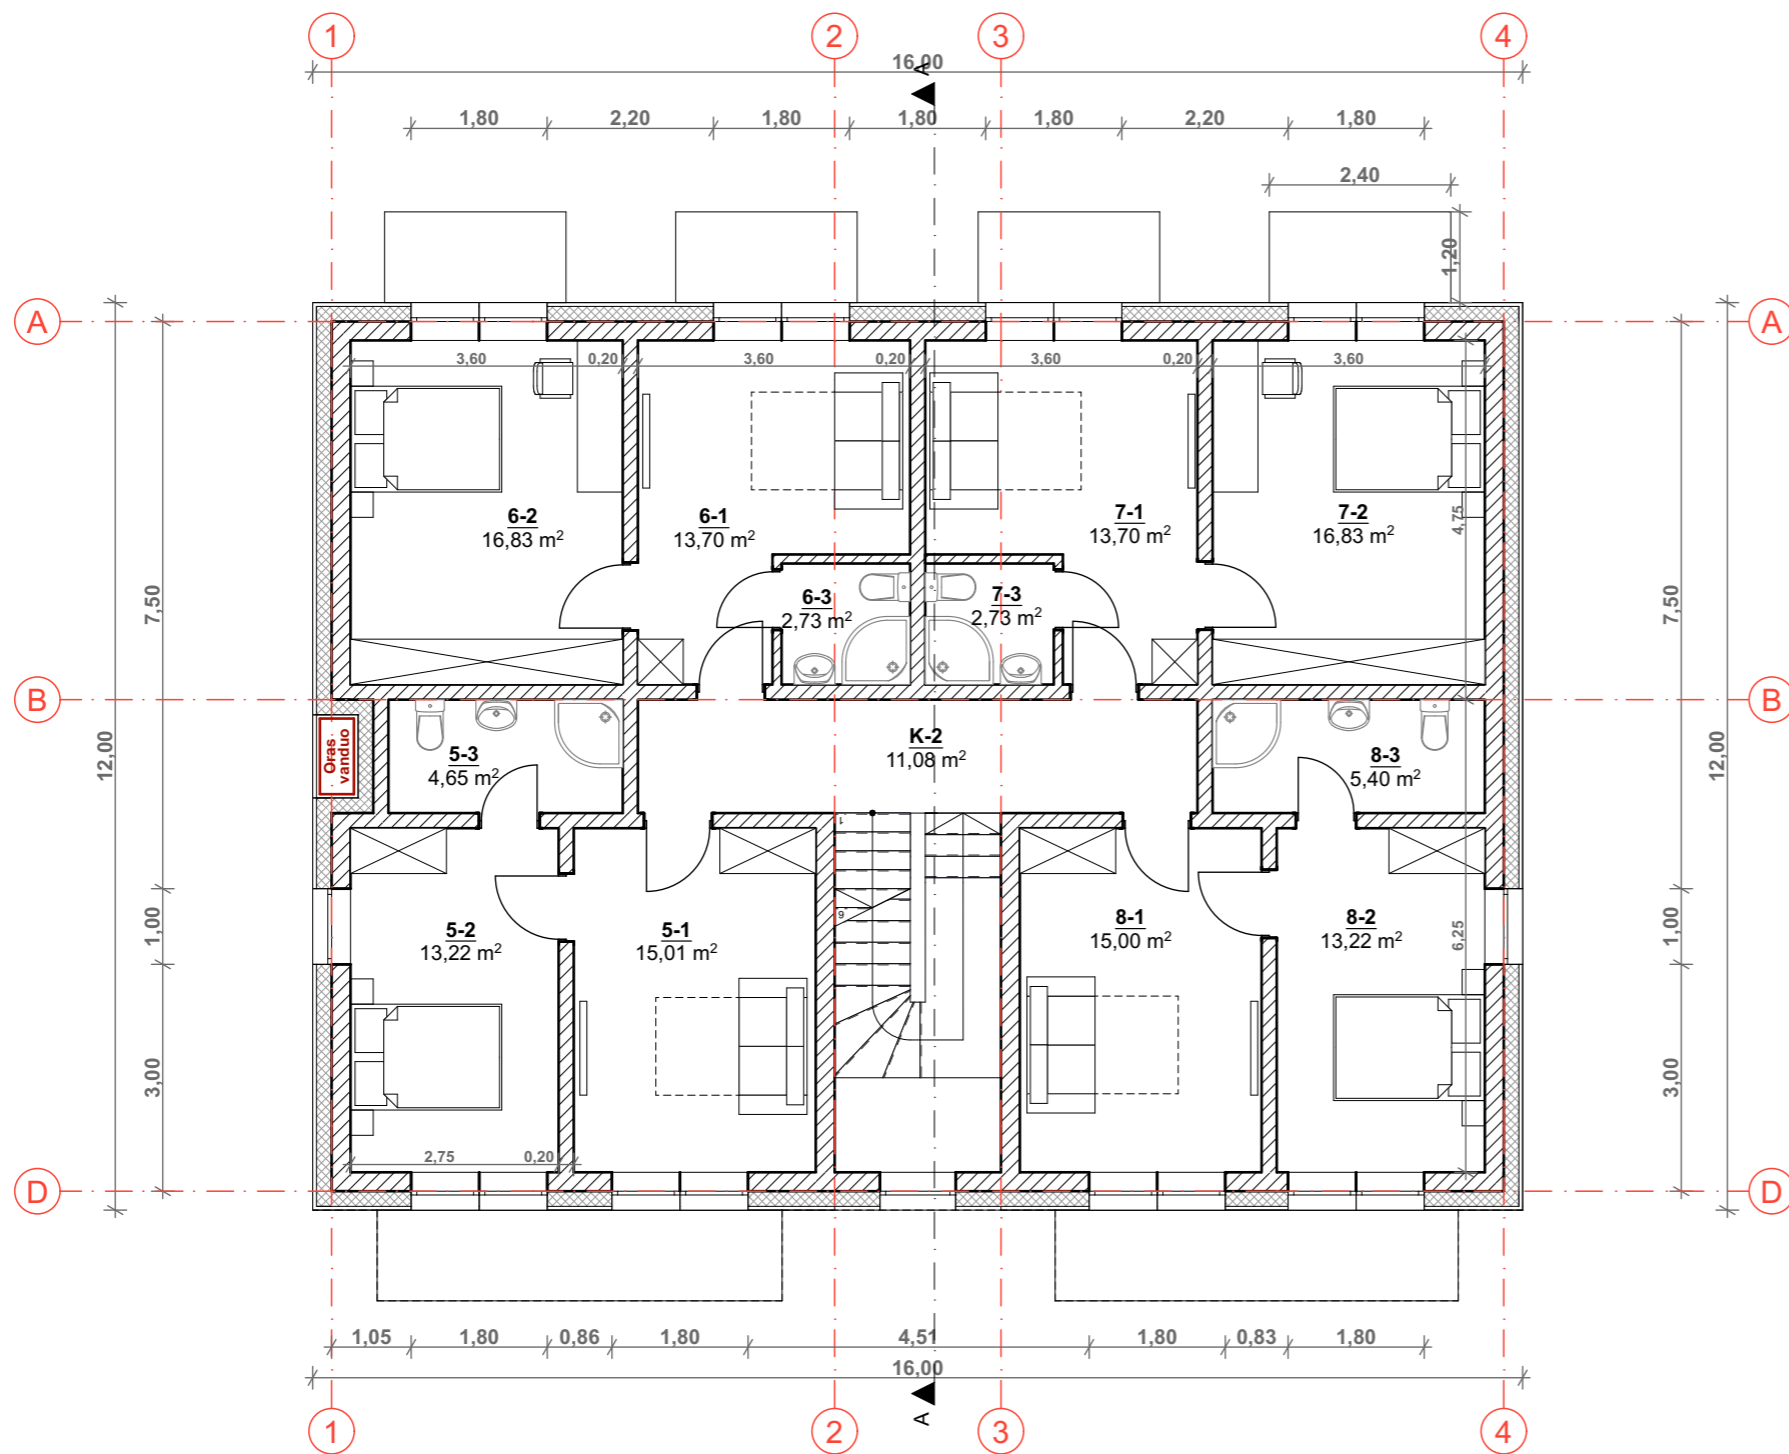 1 2 3 4
16,00
A
1,80 2,20 1,80 1,80 1,80 2,20 1,80
2,40
1,20
A A
3,60 0,20 3,60 0,20 3,60 0,20 3,60
6-2
16,83 m²
6-1
13,70 m²
7-1
13,70 m²
7-2
16,83 m²
4,75
6-3
2,73 m²
7-3
2,73 m²
7,50
7,50
B B
12,00
12,00
Oras
vanduo
5-3
4,65 m²
K-2
11,08 m²
8-3
5,40 m²
1
9
5-2
13,22 m²
5-1
15,01 m²
8-1
15,00 m²
8-2
13,22 m²
6,25
1,00
1,00
3,00
3,00
2,75 0,20
D D
1,05 1,80 0,86 1,80 4,51 1,80 0,83 1,80
16,00
A
1 2 3 4